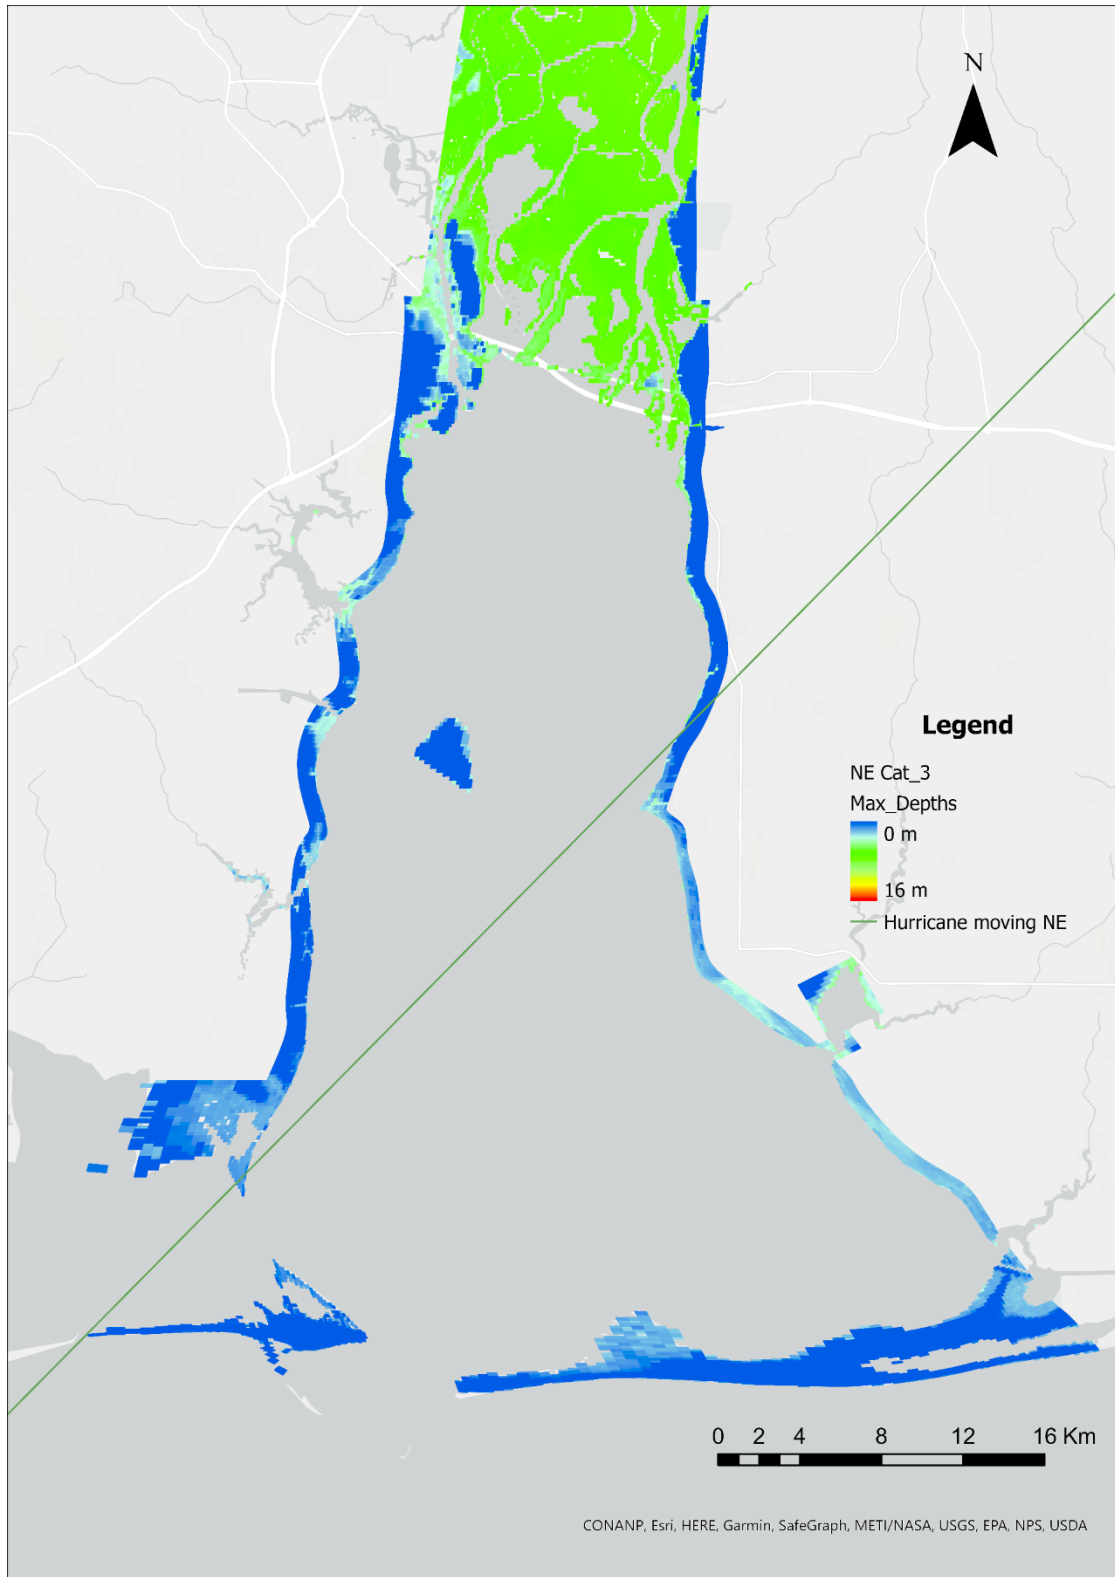 N
Legend
NE Cat_3
Max_Depths
0 m
16 m
Hurricane moving NE
0 2 4 8 12 16 Km
CONANP, Esri, HERE, Garmin, SafeGraph, METI/NASA, USGS, EPA, NPS, USDA